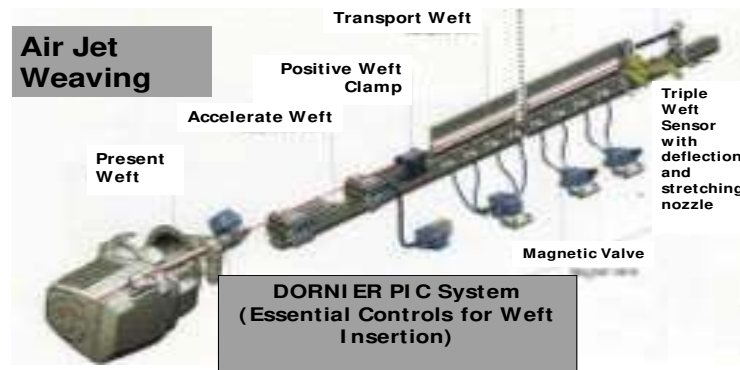 Transport Weft
Air Jet
Weaving
Positive Weft
Clamp
Accelerate Weft
Present
Weft
Triple
Weft
Sensor
with
deflection
and
stretching
nozzle
Magnetic Valve
DORNIER PIC System
(Essential Controls for Weft
Insertion)